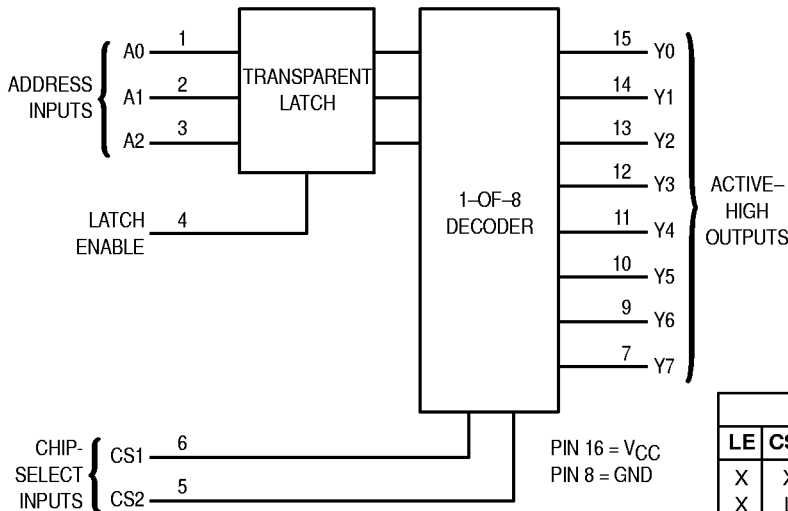 ADDRESS
INPUTS
A0 1
A1 2
A2 3
TRANSPARENT
LATCH
LATCH
ENABLE
4
1–OF–8
DECODER
15 Y0
14 Y1
13 Y2
12 Y3
11 Y4
10 Y5
9 Y6
7 Y7
ACTIVE–
HIGH
OUTPUTS
CHIP-
SELECT
INPUTS
CS1 6
CS2 5
PIN 16 = VCC
PIN 8 = GND
LE
X
X